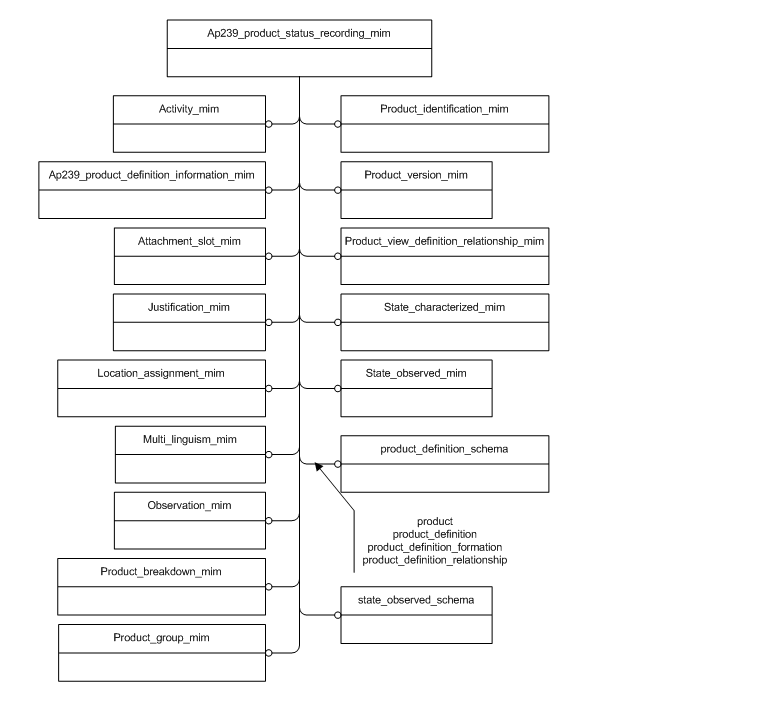 Ap239_product_status_recording_mim
Activity_mim
Product_identification_mim
Ap239_product_definition_information_mim
Product_version_mim
Attachment_slot_mim
Product_view_definition_relationship_mim
Justification_mim
State_characterized_mim
Location_assignment_mim
State_observed_mim
Multi_linguism_mim
product_definition_schema
Observation_mim
product
product_definition
product_definition_formation
product_definition_relationship
Product_breakdown_mim
state_observed_schema
Product_group_mim